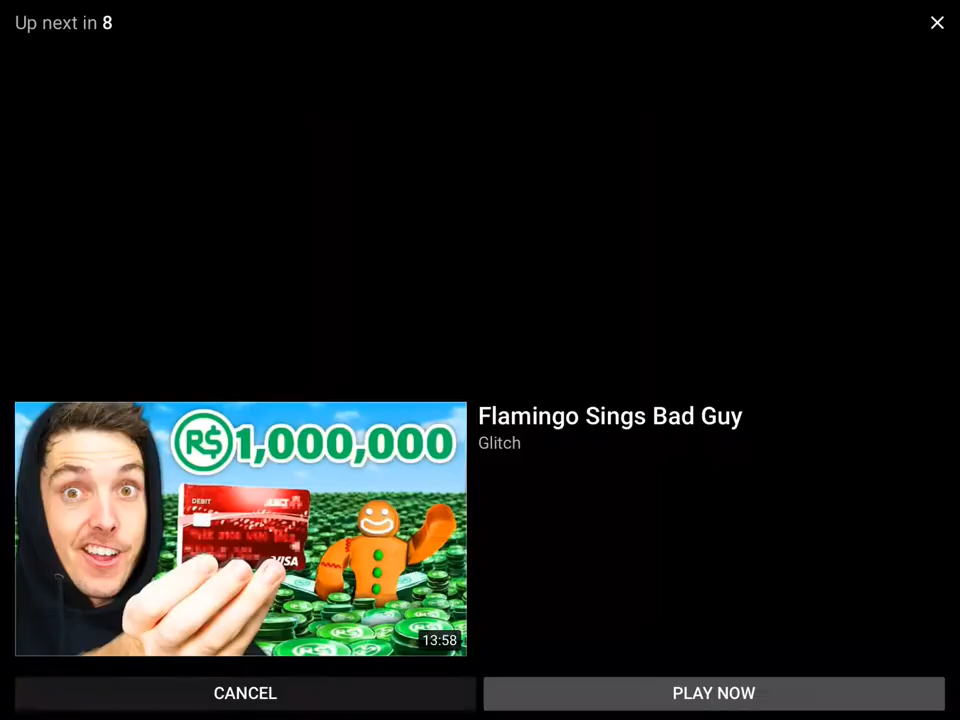 Up next in 8
R$ 1,000,000
DEBIT
VISA
13:58
Flamingo Sings Bad Guy
Glitch
CANCEL
PLAY NOW